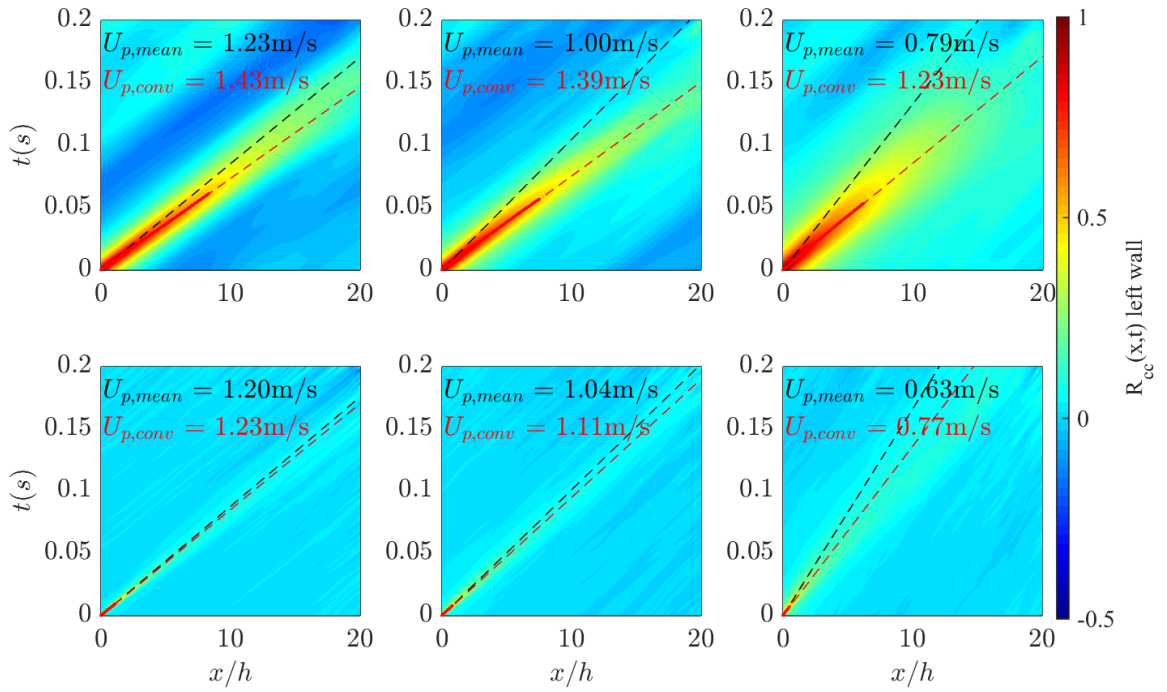 0.2
0.15
0.1
0.05
0
t(s)
U_{p,mean} = 1.23m/s
U_{p,conv} = 1.43m/s
0 10 20
0.2
0.15
0.1
0.05
0
U_{p,mean} = 1.00m/s
U_{p,conv} = 1.39m/s
0 10 20
0.2
0.15
0.1
0.05
0
U_{p,mean} = 0.79m/s
U_{p,conv} = 1.23m/s
0 10 20
0.2
0.15
0.1
0.05
0
t(s)
U_{p,mean} = 1.20m/s
U_{p,conv} = 1.23m/s
0 10 20
x/h
0.2
0.15
0.1
0.05
0
U_{p,mean} = 1.04m/s
U_{p,conv} = 1.11m/s
0 10 20
x/h
0.2
0.15
0.1
0.05
0
U_{p,mean} = 0.63m/s
U_{p,conv} = 0.77m/s
0 10 20
x/h
1
0.5
0
-0.5
R_{cc}(x,t) left wall